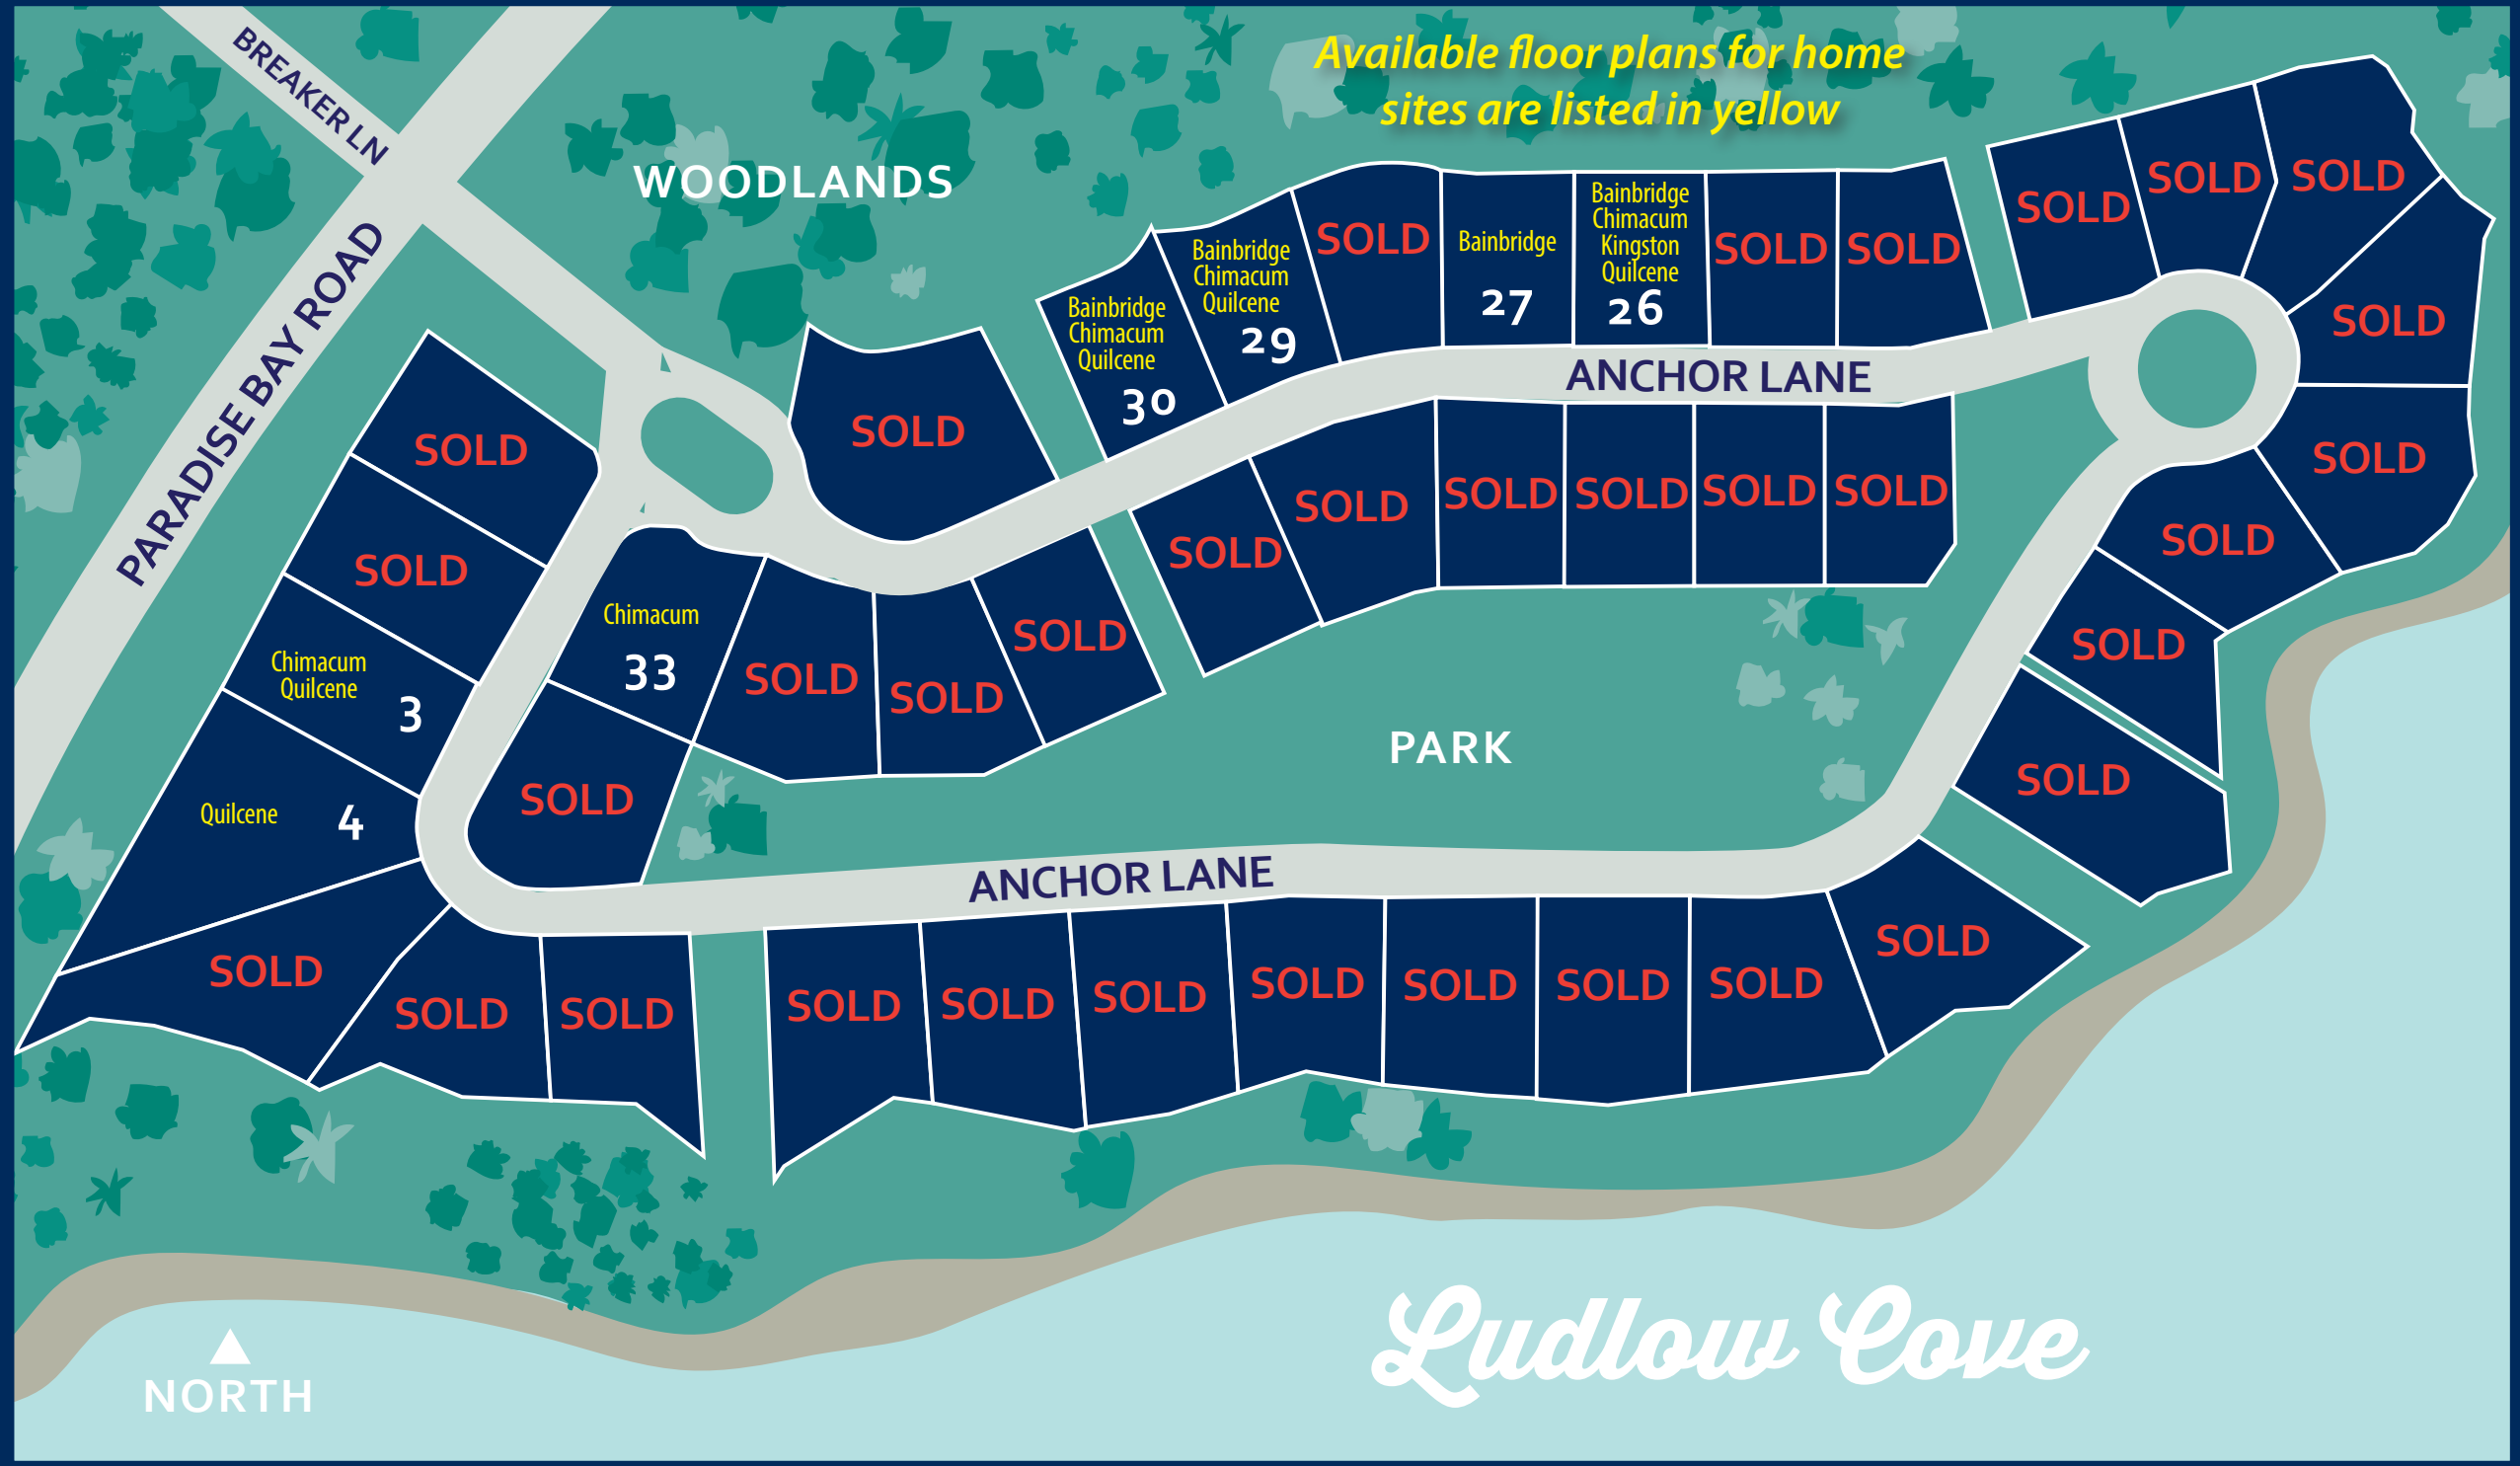 BREAKER LN
PARADISE BAY ROAD
WOODLANDS
Available floor plans for home
sites are listed in yellow
SOLD
SOLD
Chimacum
Quilcene
3
Quilcene
4
SOLD
SOLD
SOLD
SOLD
Bainbridge
Chimacum
Quilcene
30
Bainbridge
Chimacum
Quilcene
29
SOLD
Bainbridge
27
Bainbridge
Chimacum
Kingston
Quilcene
26
SOLD
SOLD
SOLD
SOLD
SOLD
SOLD
SOLD
ANCHOR LANE
Chimacum
33
SOLD
SOLD
SOLD
SOLD
SOLD
SOLD
SOLD
SOLD
SOLD
SOLD
SOLD
SOLD
SOLD
PARK
ANCHOR LANE
SOLD
SOLD
SOLD
SOLD
SOLD
SOLD
SOLD
SOLD
Ludlow Cove
NORTH